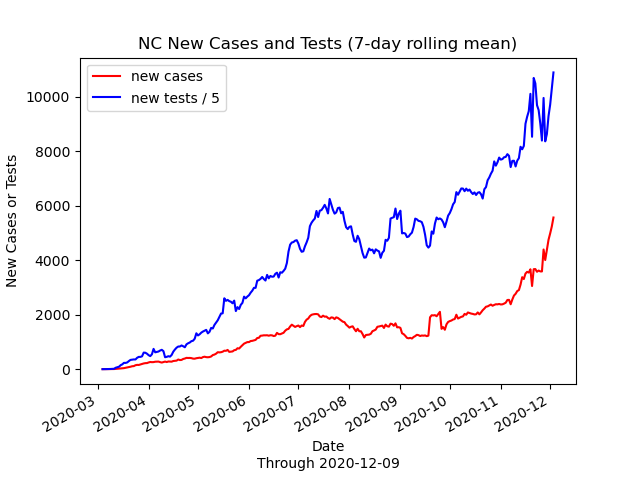 NC New Cases and Tests (7-day rolling mean)
new cases
new tests / 5
New Cases or Tests
10000
8000
6000
4000
2000
0
2020-03
2020-04
2020-05
2020-06
2020-07
2020-08
2020-09
2020-10
2020-11
2020-12
Date
Through 2020-12-09